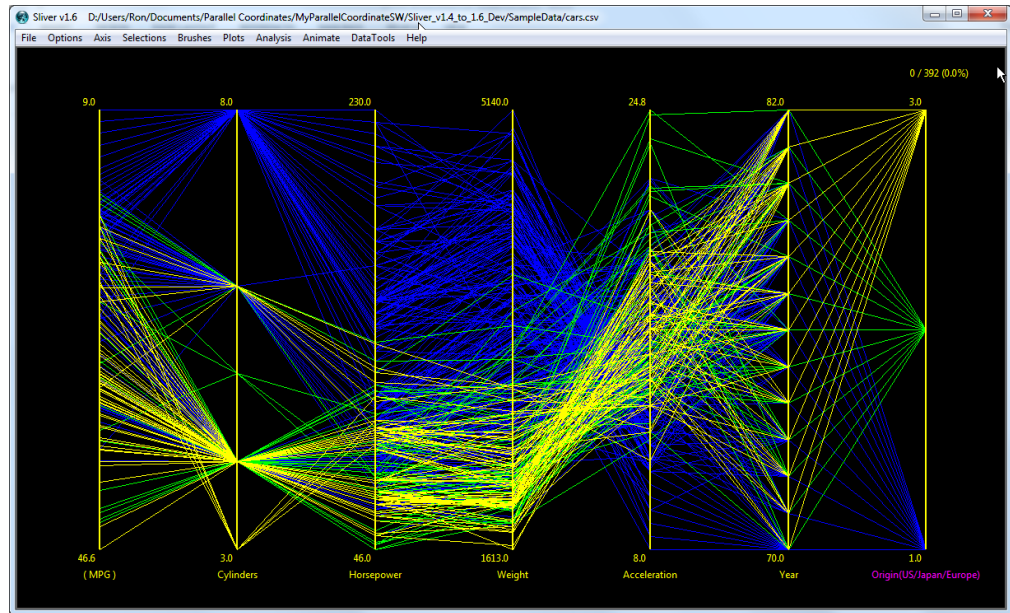 Sliver v1.6 D:/Users/Ron/Documents/Parallel Coordinates/MyParallelCoordinateSW/Sliver_v1.4_to_1.6_Dev/SampleData/cars.csv
File Options Axis Selections Brushes Plots Analysis Animate DataTools Help
0 / 392 (0.0%)
9.0 8.0 230.0 5140.0 24.8 82.0 3.0
46.6 3.0 46.0 1613.0 8.0 70.0 1.0
( MPG ) Cylinders Horsepower Weight Acceleration Year Origin(US/Japan/Europe)